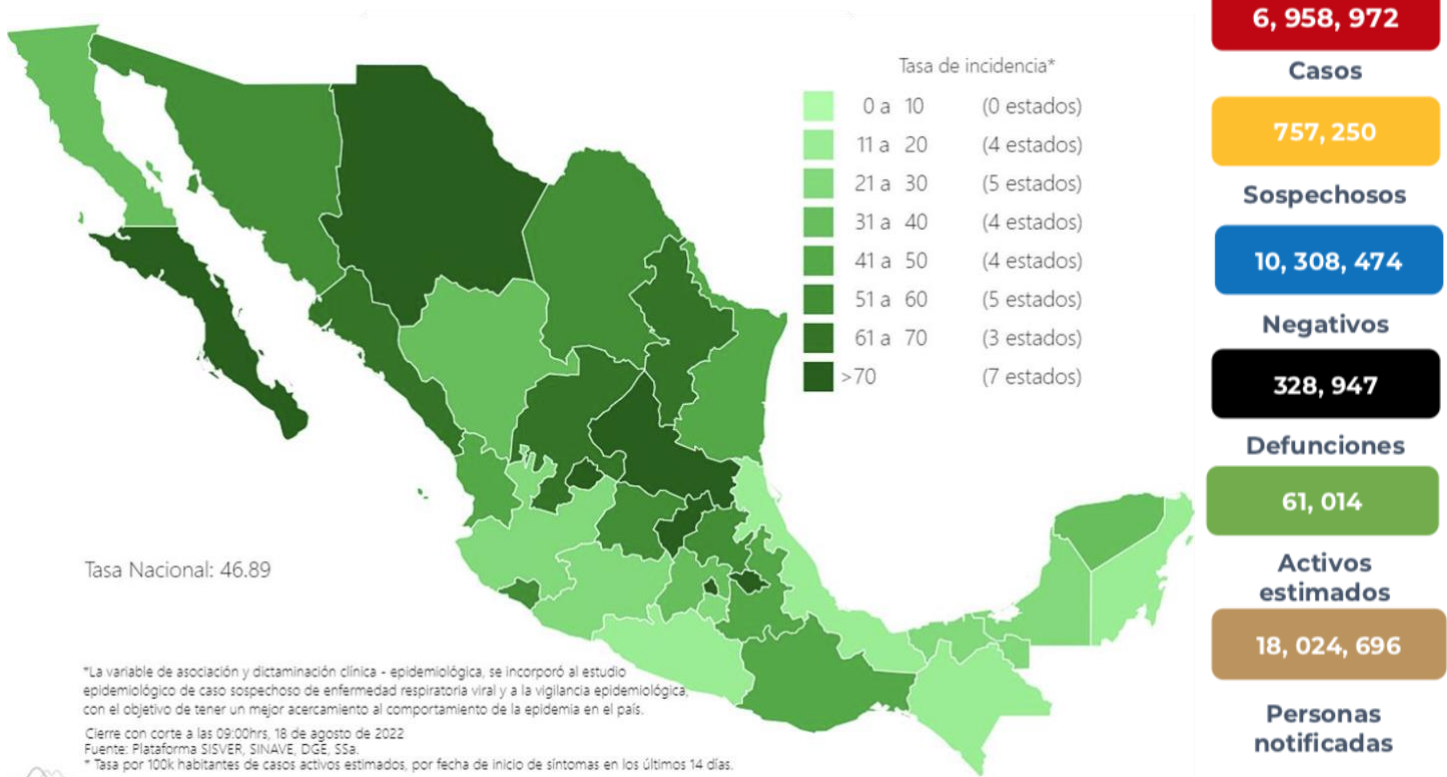 6, 958, 972
Casos
757, 250
Sospechosos
10, 308, 474
Negativos
328, 947
Defunciones
61, 014
Activos
estimados
18, 024, 696
Personas
notificadas
Tasa de incidencia*
0 a 10 (0 estados)
11 a 20 (4 estados)
21 a 30 (5 estados)
31 a 40 (4 estados)
41 a 50 (4 estados)
51 a 60 (5 estados)
61 a 70 (3 estados)
>70 (7 estados)
Tasa Nacional: 46.89
*La variable de asociación y dictaminación clínica - epidemiológica, se incorporó al estudio
epidemiológico de caso sospechoso de enfermedad respiratoria viral y a la vigilancia epidemiológica,
con el objetivo de tener un mejor acercamiento al comportamiento de la epidemia en el país.
Cierre con corte a las 09:00hrs, 18 de agosto de 2022
Fuente: Plataforma SISVER, SINAVE, DGE, SSa.
* Tasa por 100k habitantes de casos activos estimados, por fecha de inicio de síntomas en los últimos 14 días.